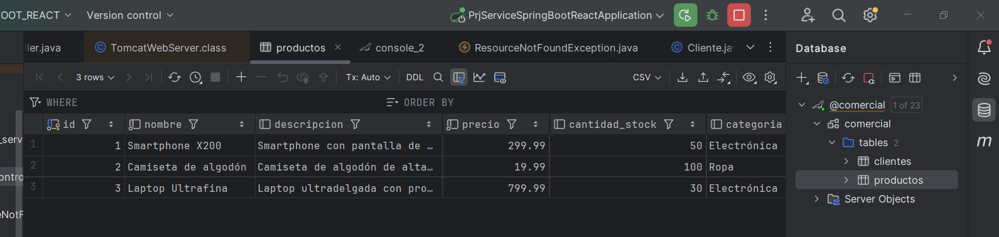 OOT_REACT Version control PrjServiceSpringBootReactApplication
ller.java TomcatWebServer.class productos console_2 ResourceNotFoundException.java Cliente.ja
3 rows Tx: Auto DDL CSV
WHERE ORDER BY
id nombre descripcion precio cantidad_stock categoria
1 1 Smartphone X200 Smartphone con pantalla de … 299.99 50 Electrónica
2 2 Camiseta de algodón Camiseta de algodón de alta… 19.99 100 Ropa
3 3 Laptop Ultrafina Laptop ultradelgada con pro… 799.99 30 Electrónica
_serv
ontro
eNotF
Database
@comercial 1 of 23
comercial
tables 2
clientes
productos
Server Objects
m